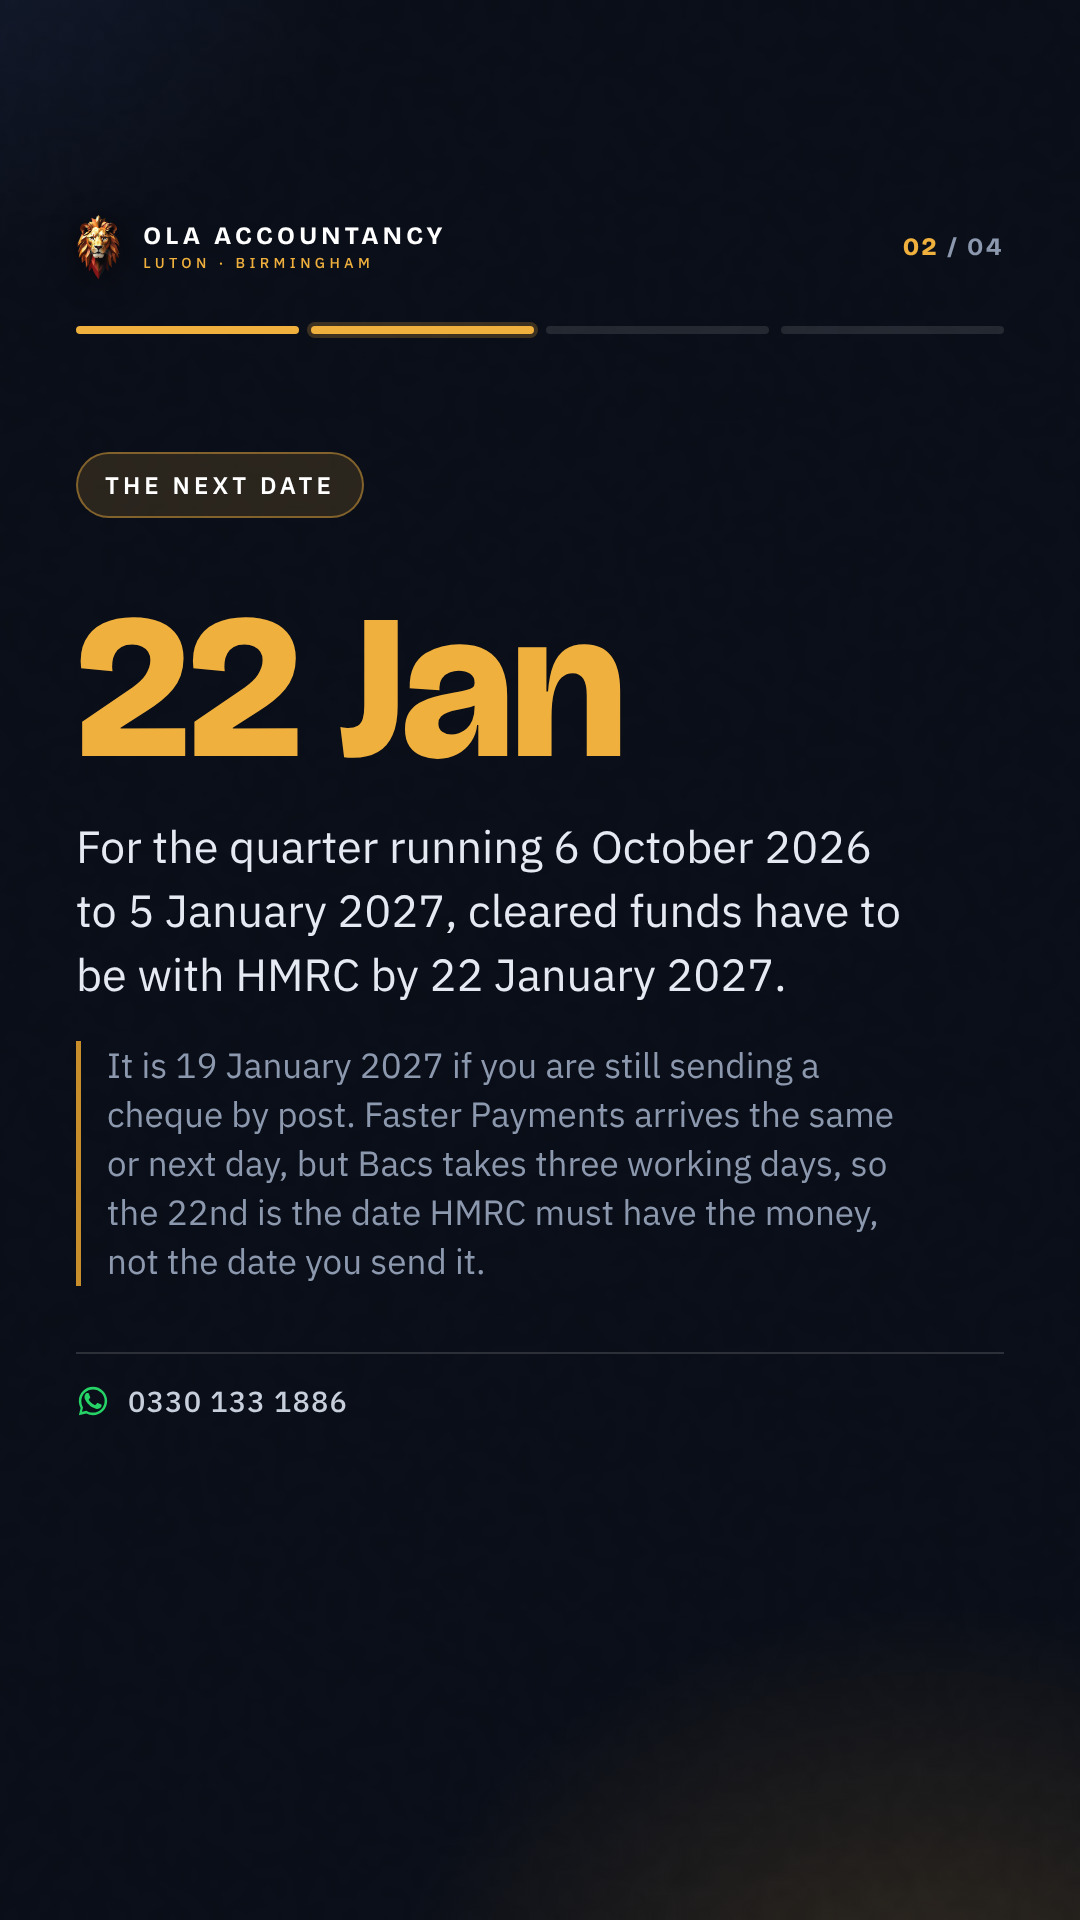 OLA ACCOUNTANCY
LUTON · BIRMINGHAM
02 / 04
THE NEXT DATE
22 Jan
For the quarter running 6 October 2026
to 5 January 2027, cleared funds have to
be with HMRC by 22 January 2027.
It is 19 January 2027 if you are still sending a
cheque by post. Faster Payments arrives the same
or next day, but Bacs takes three working days, so
the 22nd is the date HMRC must have the money,
not the date you send it.
0330 133 1886